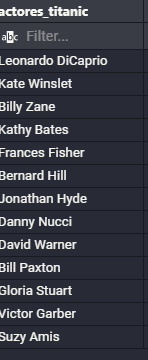 actores_titanic
abc Filter...
Leonardo DiCaprio
Kate Winslet
Billy Zane
Kathy Bates
Frances Fisher
Bernard Hill
Jonathan Hyde
Danny Nucci
David Warner
Bill Paxton
Gloria Stuart
Victor Garber
Suzy Amis